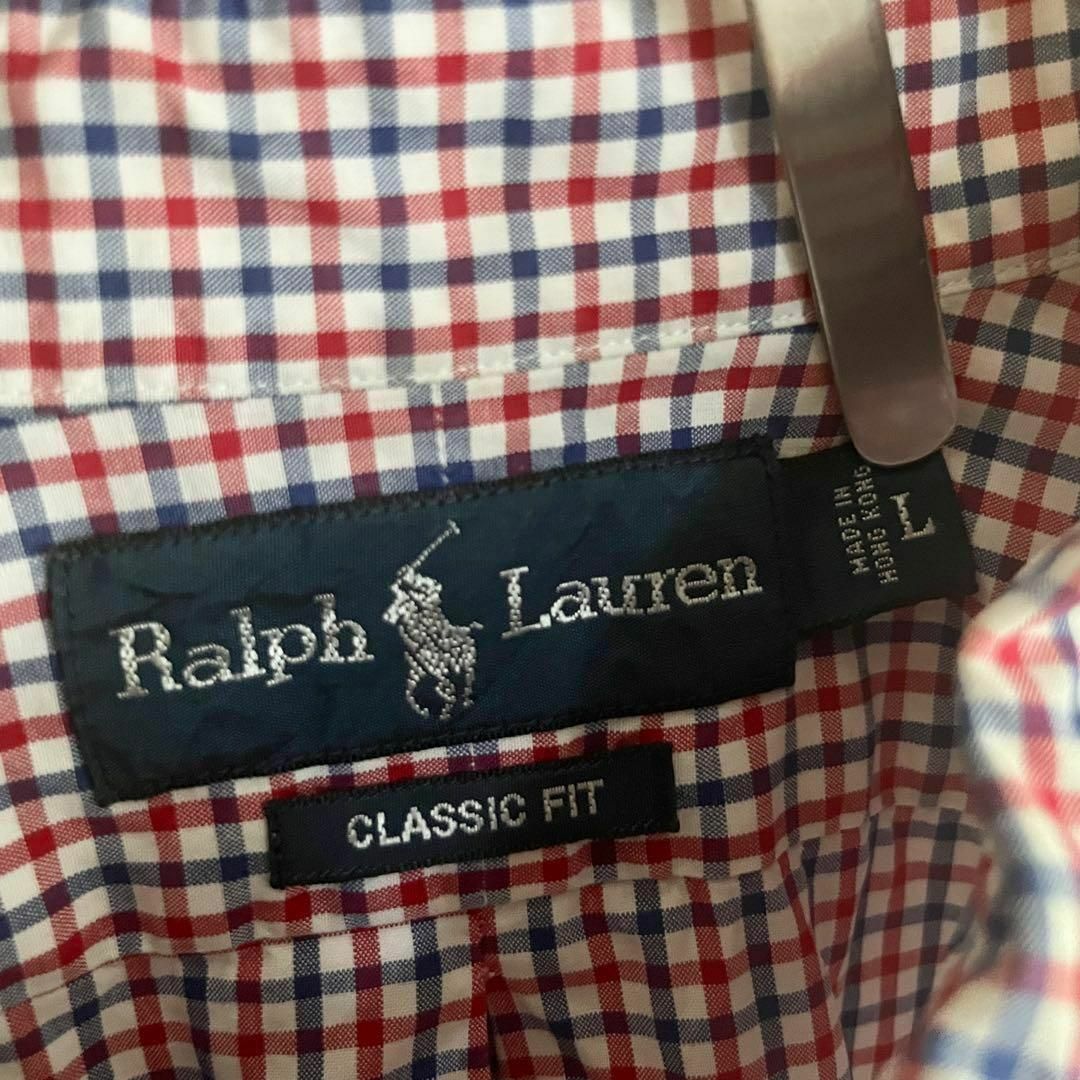 Ralph Lauren
MADE IN
HONG KONG
L
CLASSIC FIT